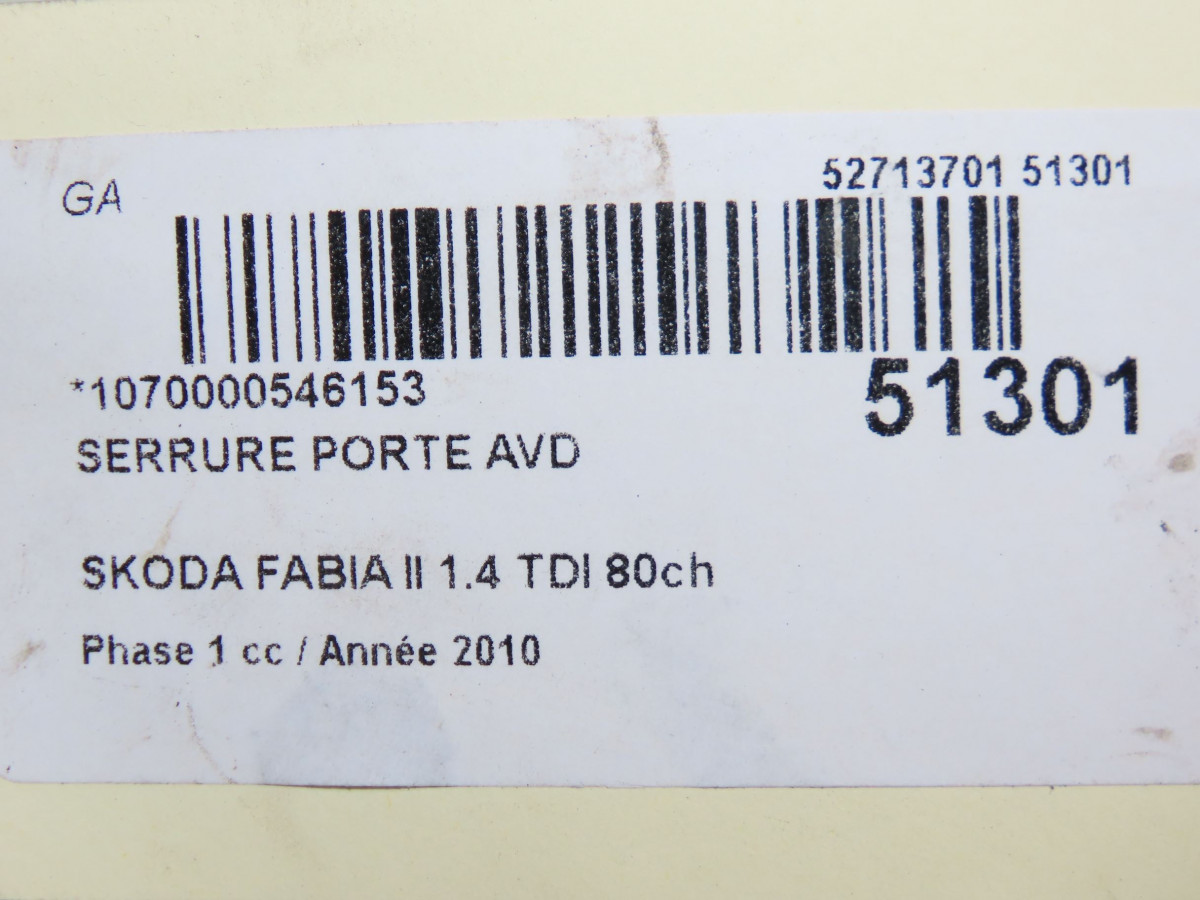 GA
52713701 51301
*1070000546153
51301
SERRURE PORTE AVD
SKODA FABIA II 1.4 TDI 80ch
Phase 1 cc / Année 2010